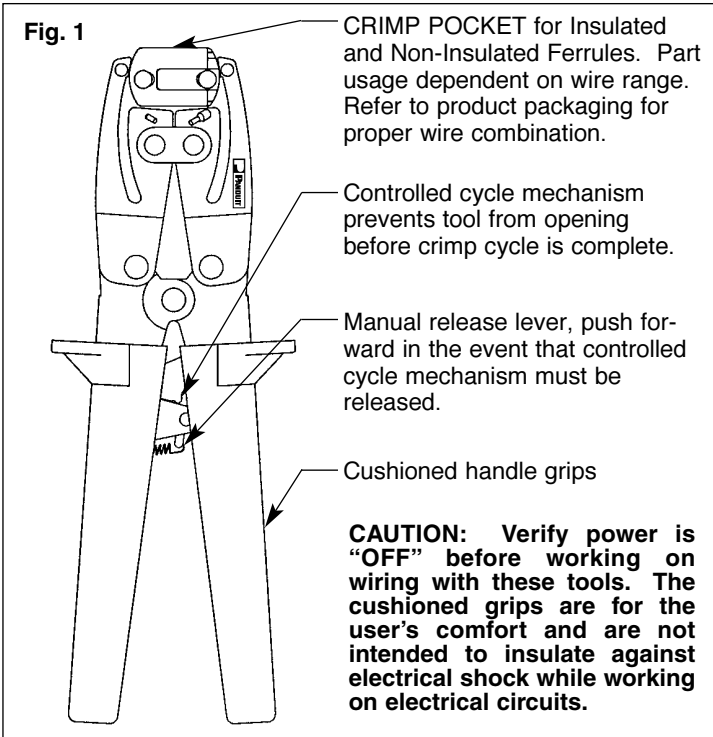 Fig. 1
CRIMP POCKET for Insulated
and Non-Insulated Ferrules. Part
usage dependent on wire range.
Refer to product packaging for
proper wire combination.
PANDUIT
Controlled cycle mechanism
prevents tool from opening
before crimp cycle is complete.
Manual release lever, push for-
ward in the event that controlled
cycle mechanism must be
released.
Cushioned handle grips
CAUTION: Verify power is
“OFF” before working on
wiring with these tools. The
cushioned grips are for the
user’s comfort and are not
intended to insulate against
electrical shock while working
on electrical circuits.